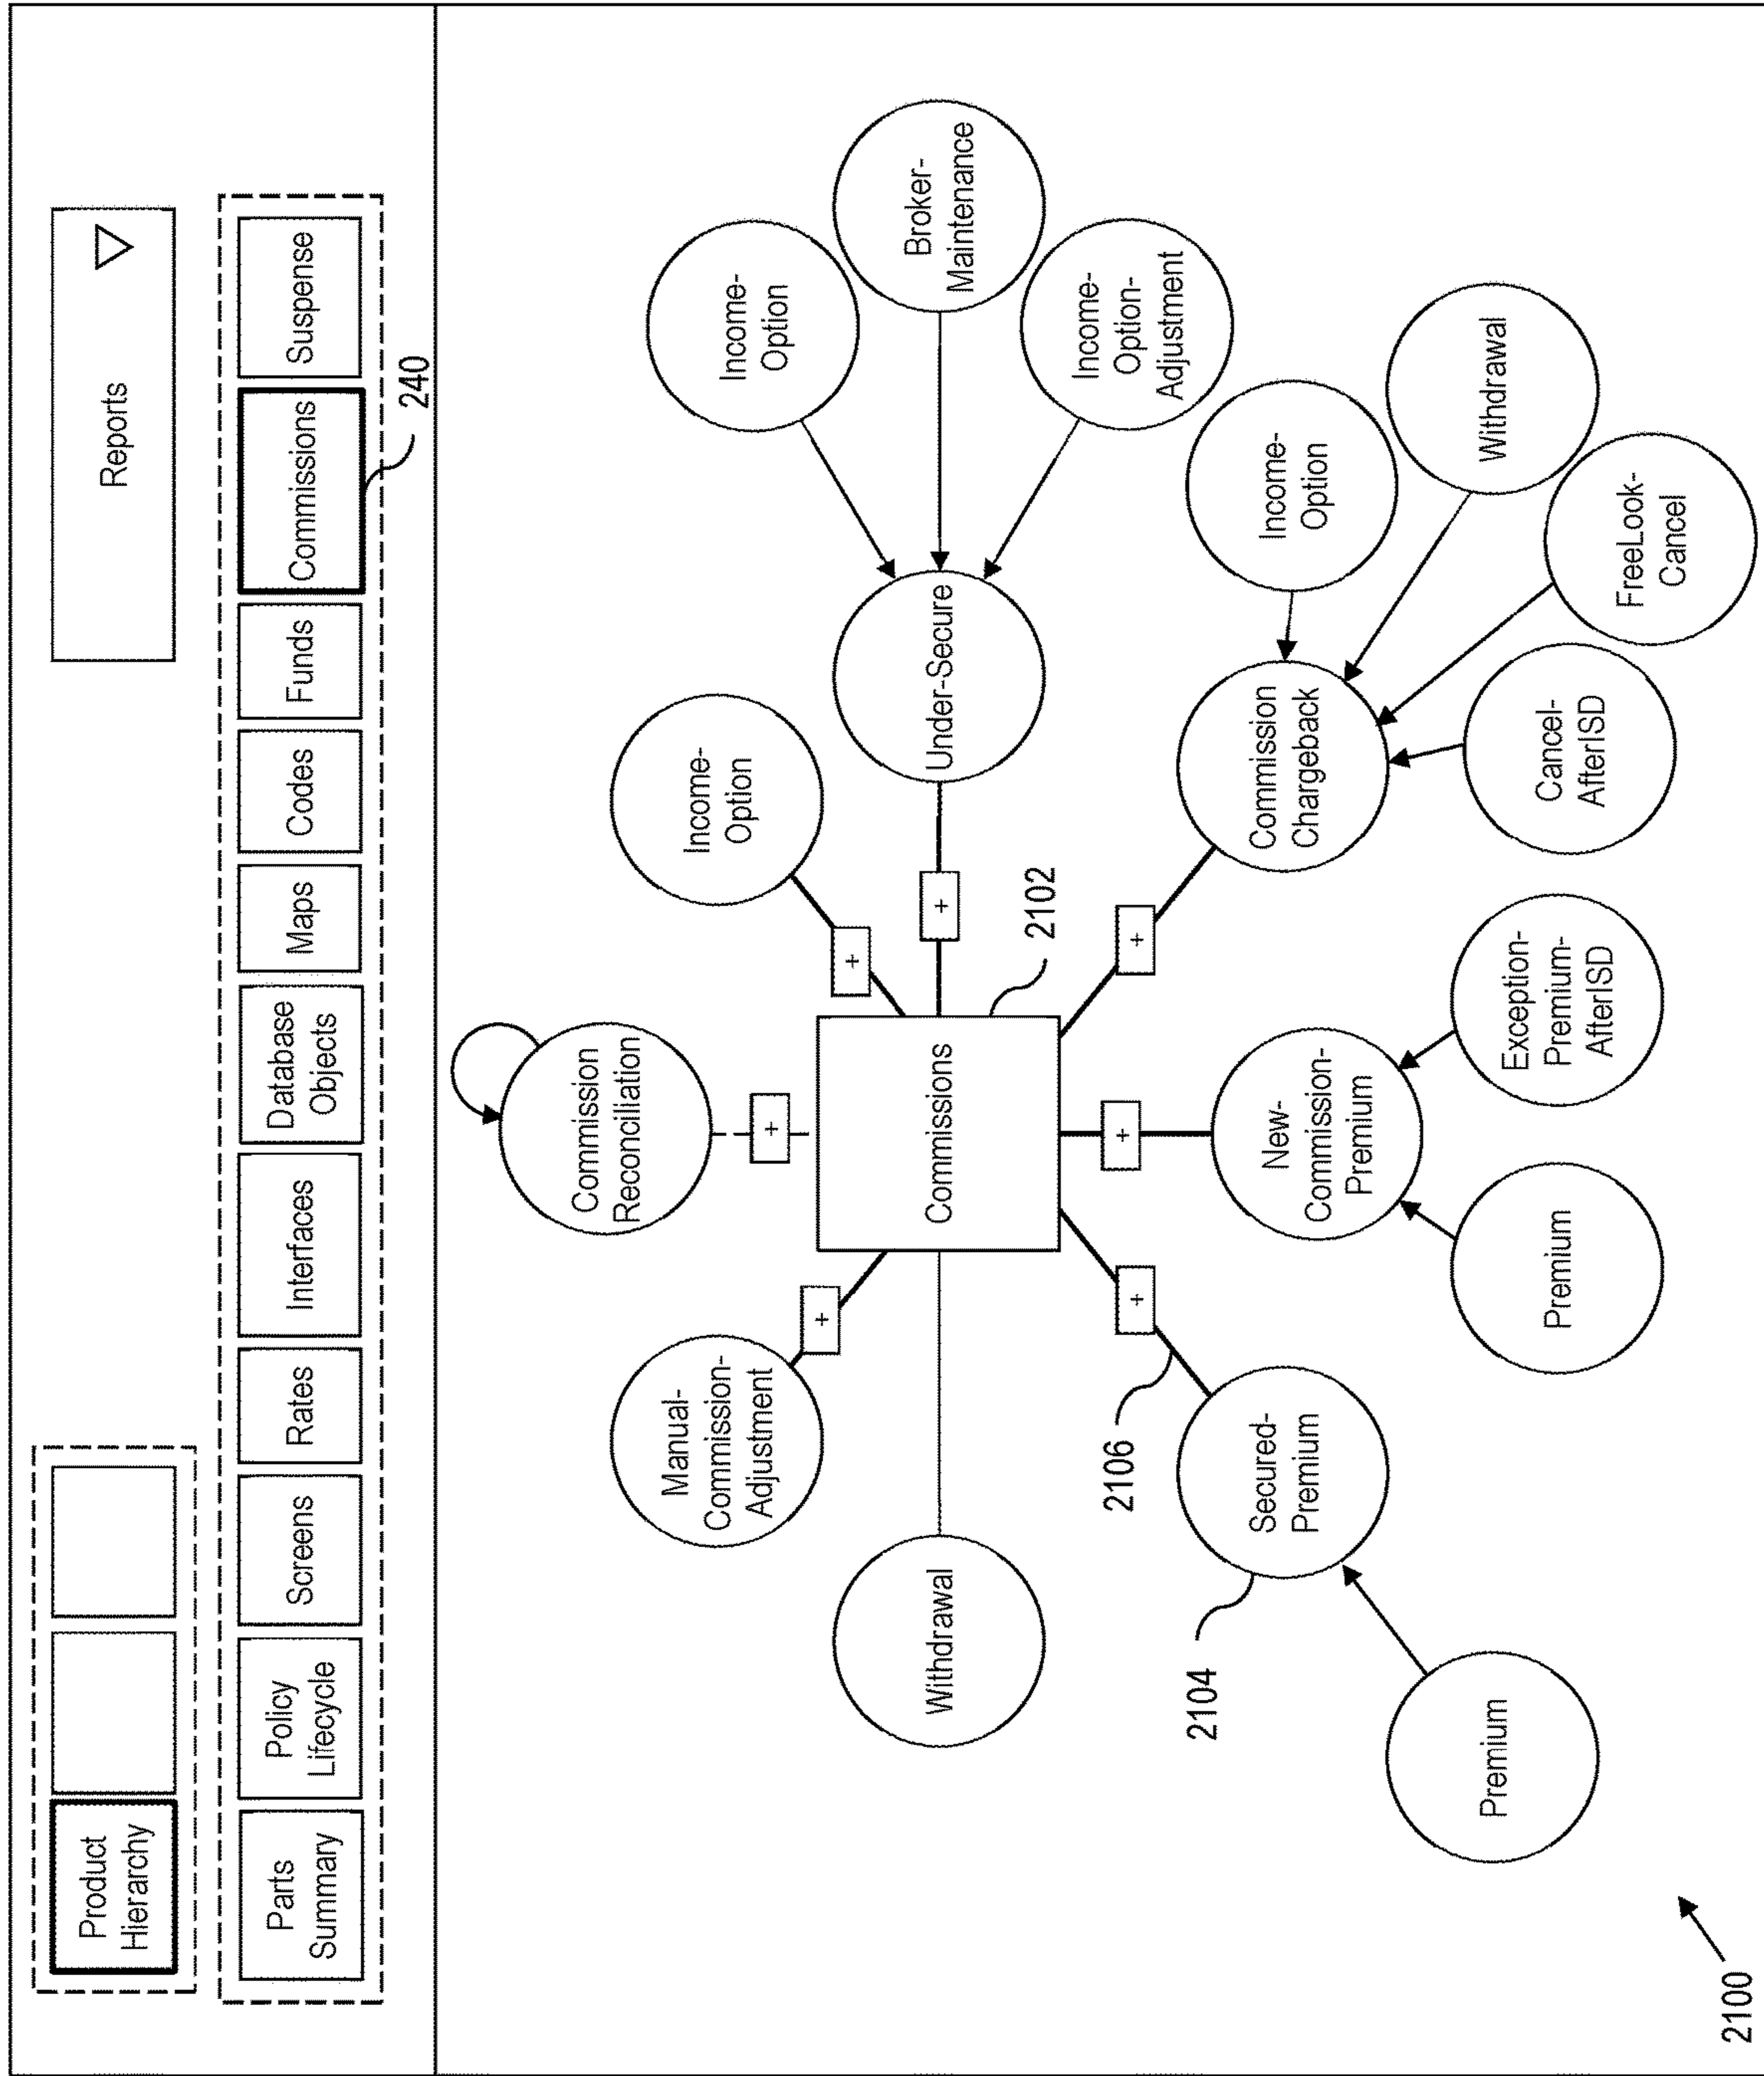 Product
Hierarchy
Reports
Parts
Summary
Policy
Lifecycle
Screens
Rates
Interfaces
Database
Objects
Maps
Codes
Funds
Commissions
Suspense
240
Commission
Reconciliation
+
Manual-
Commission-
Adjustment
+
Income-
Option
+
Income-
Option
Withdrawal
Commissions
2102
+
Under-Secure
Broker-
Maintenance
Income-
Option-
Adjustment
2106
+
+
+
2104
Secured-
Premium
New-
Commission-
Premium
Commission
Chargeback
Income-
Option
Withdrawal
Premium
Premium
Exception-
Premium-
AfterISD
Cancel-
AfterISD
FreeLook-
Cancel
2100